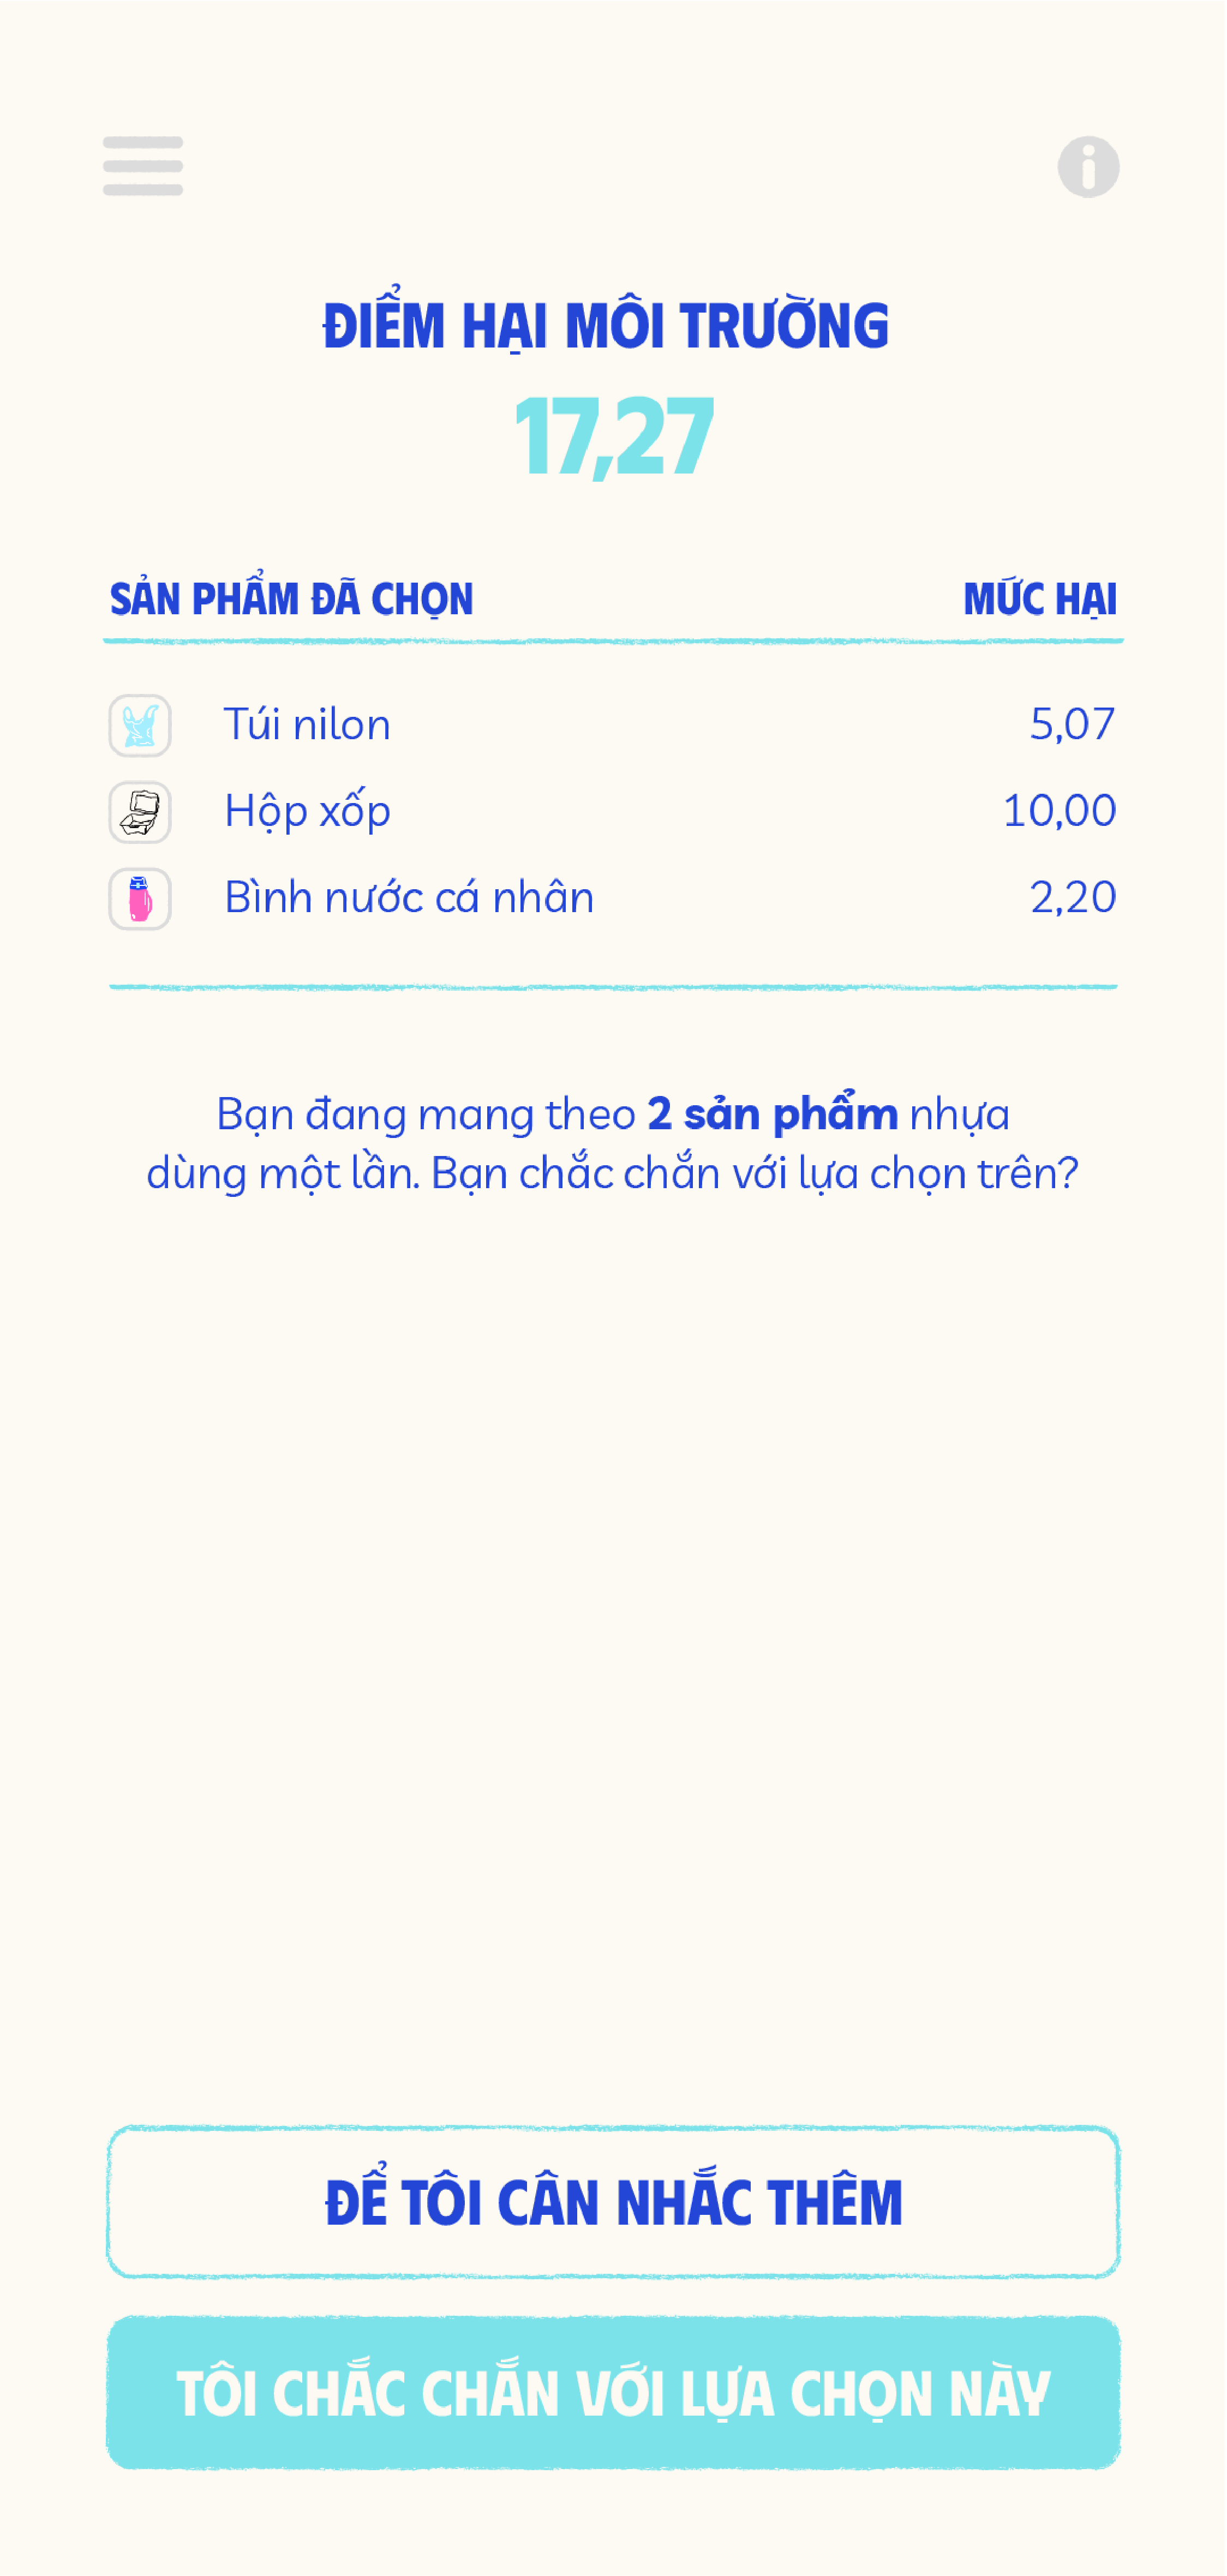 ĐIỂM HẠI MÔI TRƯỜNG
17,27
SẢN PHẨM ĐÃ CHỌN MỨC HẠI
Túi nilon 5,07
Hộp xốp 10,00
Bình nước cá nhân 2,20
Bạn đang mang theo 2 sản phẩm nhựa
dùng một lần. Bạn chắc chắn với lựa chọn trên?
ĐỂ TÔI CÂN NHẮC THÊM
TÔI CHẮC CHẮN VỚI LỰA CHỌN NÀY